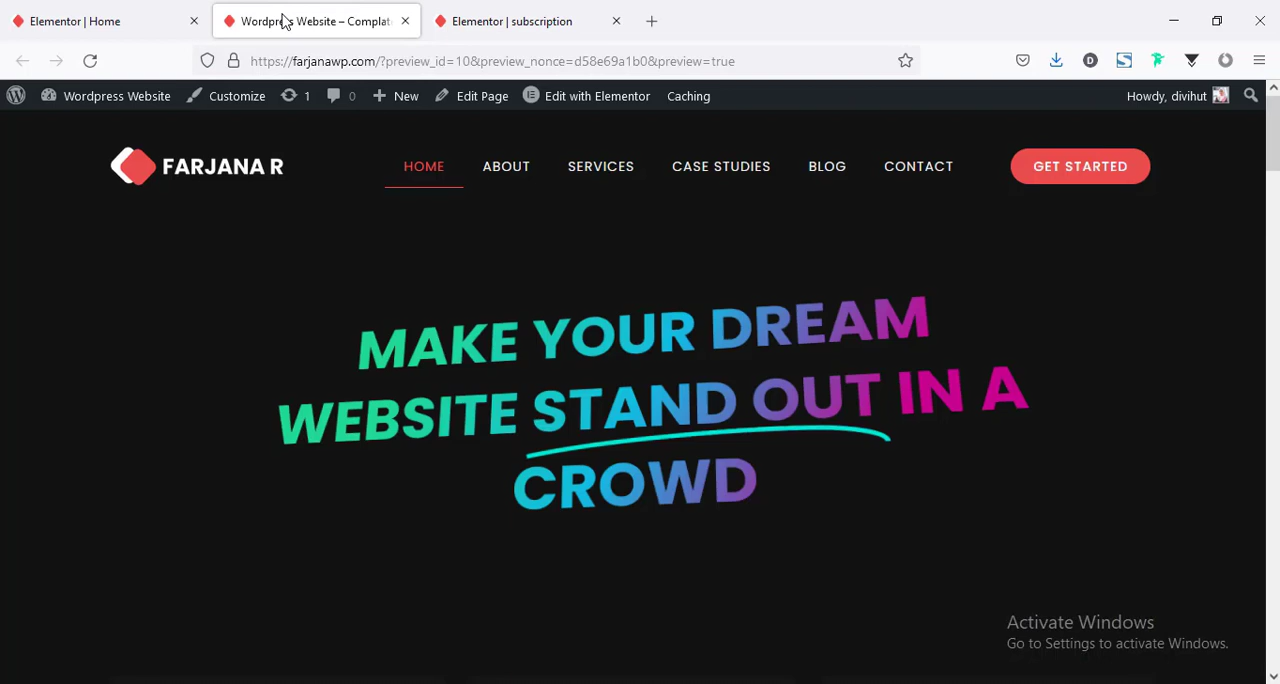 Elementor | Home
Wordpress Website – Complat
Elementor | subscription
https://farjanawp.com/?preview_id=10&preview_nonce=d58e69a1b0&preview=true
Wordpress Website
Customize
1
0
New
Edit Page
Edit with Elementor
Caching
Howdy, divihut
FARJANA R
HOME
ABOUT
SERVICES
CASE STUDIES
BLOG
CONTACT
GET STARTED
MAKE YOUR DREAM
WEBSITE STAND OUT IN A
CROWD
Activate Windows
Go to Settings to activate Windows.